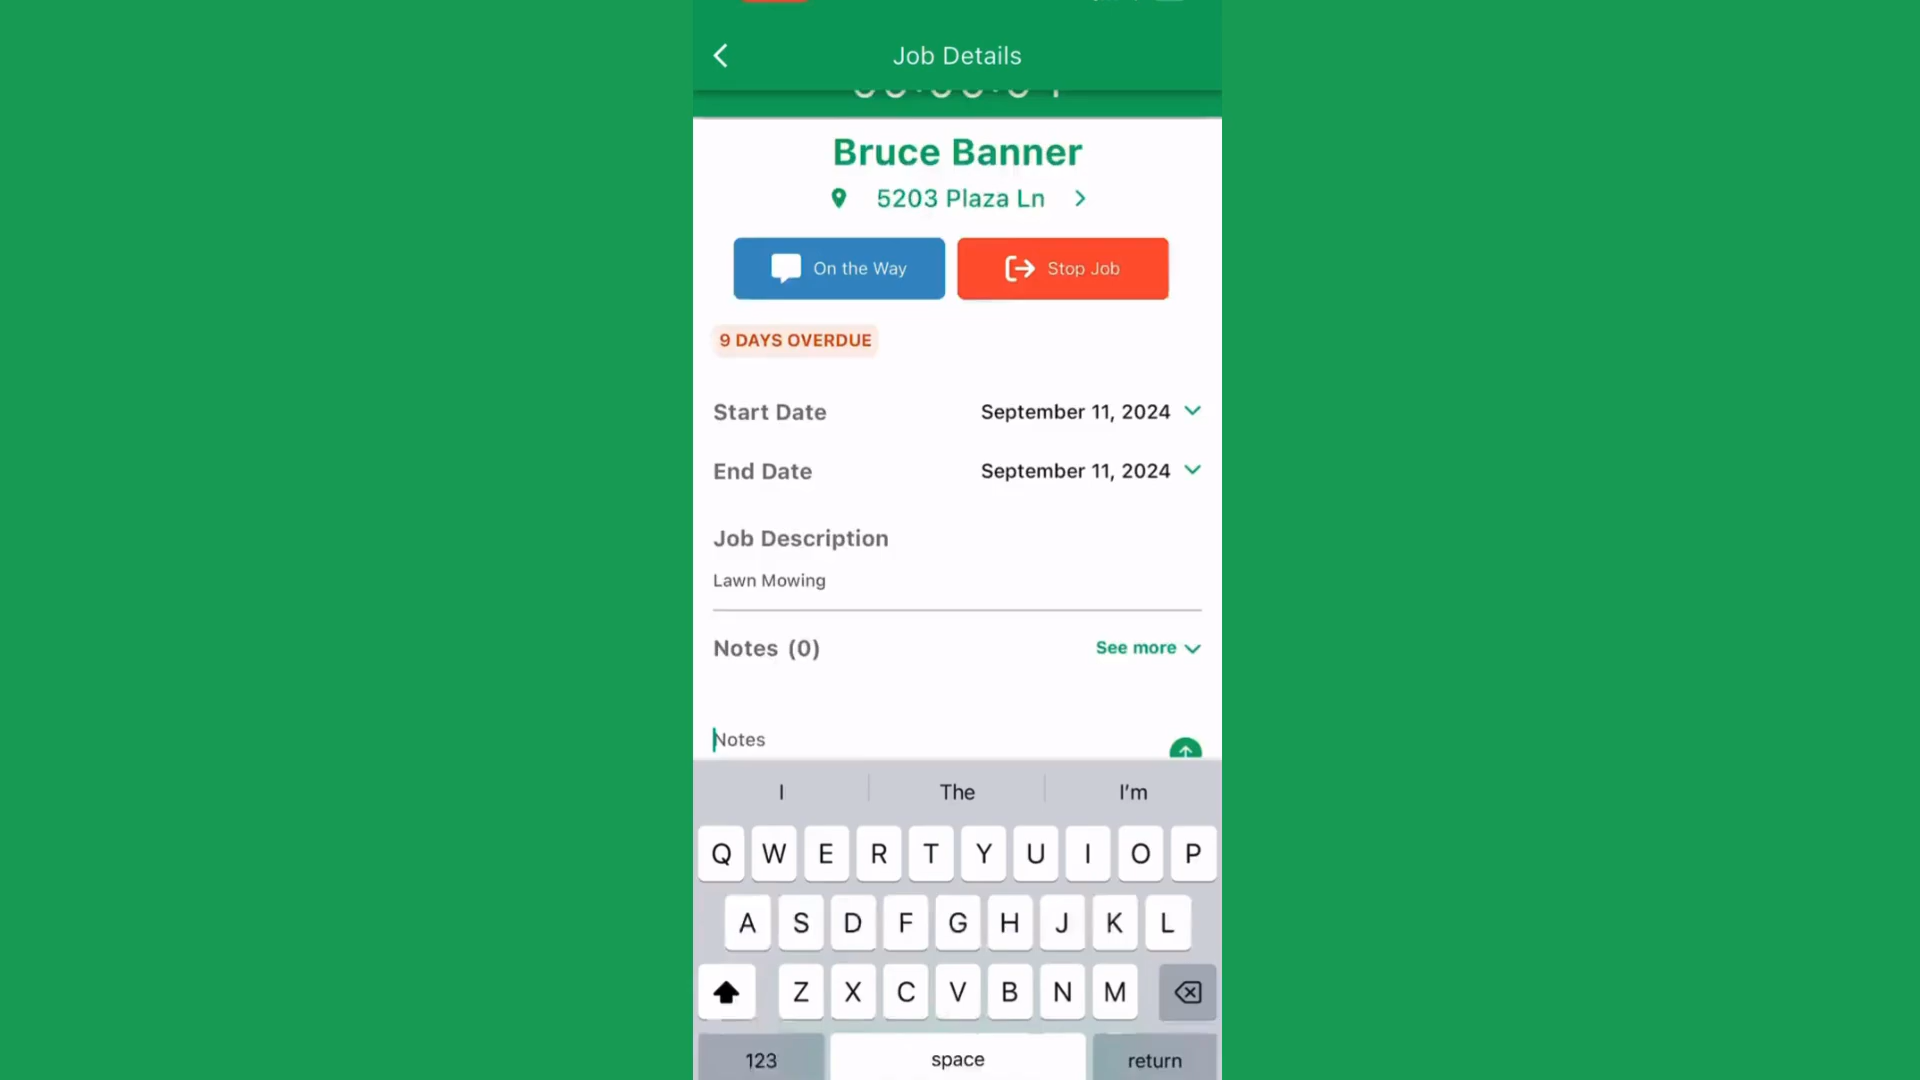 Job Details
Bruce Banner
5203 Plaza Ln
On the Way
Stop Job
9 DAYS OVERDUE
Start Date
September 11, 2024
End Date
September 11, 2024
Job Description
Lawn Mowing
Notes (0)
See more
Notes
I The I'm
Q W E R T Y U I O P
A S D F G H J K L
Z X C V B N M
123 space return